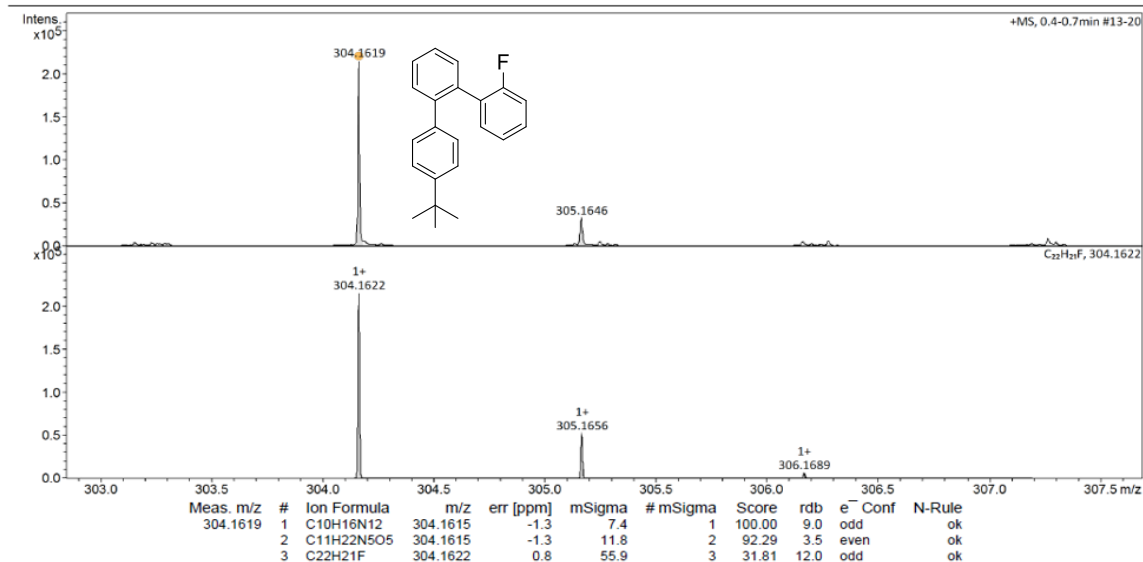 Intens.
x10⁵
+MS, 0.4-0.7min #13-20
304.1619
F
2.0
1.5
1.0
0.5
305.1646
0.0
x10⁵
C₂₂H₂₁F, 304.1622
1+
304.1622
2.0
1.5
1.0
1+
305.1656
0.5
1+
306.1689
0.0
303.0 303.5 304.0 304.5 305.0 305.5 306.0 306.5 307.0 307.5 m/z
Meas. m/z # Ion Formula m/z err [ppm] mSigma # mSigma Score rdb e¯ Conf N-Rule
304.1619 1 C10H16N12 304.1615 -1.3 7.4 1 100.00 9.0 odd ok
2 C11H22N5O5 304.1615 -1.3 11.8 2 92.29 3.5 even ok
3 C22H21F 304.1622 0.8 55.9 3 31.81 12.0 odd ok